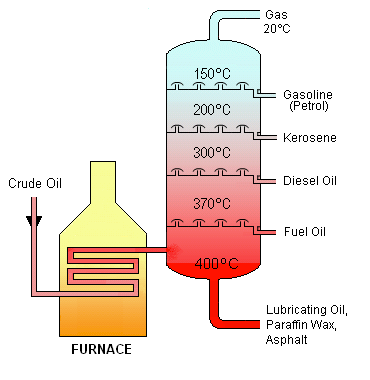 Gas
20°C
150°C
Gasoline
(Petrol)
200°C
Kerosene
300°C
Diesel Oil
Crude Oil
370°C
Fuel Oil
400°C
Lubricating Oil,
Paraffin Wax,
Asphalt
FURNACE